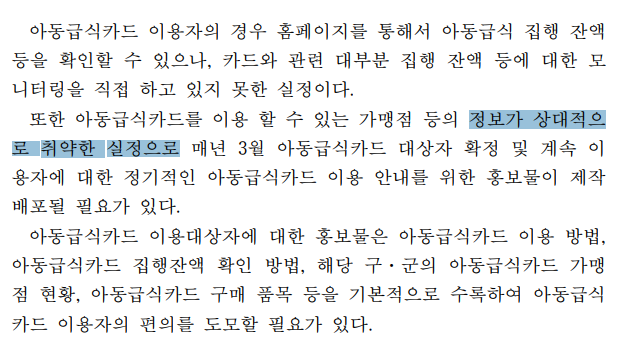 아동급식카드 이용자의 경우 홈페이지를 통해서 아동급식 집행 잔액
등을 확인할 수 있으나, 카드와 관련 대부분 집행 잔액 등에 대한 모
니터링을 직접 하고 있지 못한 실정이다.
또한 아동급식카드를 이용 할 수 있는 가맹점 등의 정보가 상대적으
로 취약한 실정으로 매년 3월 아동급식카드 대상자 확정 및 계속 이
용자에 대한 정기적인 아동급식카드 이용 안내를 위한 홍보물이 제작
배포될 필요가 있다.
아동급식카드 이용대상자에 대한 홍보물은 아동급식카드 이용 방법,
아동급식카드 집행잔액 확인 방법, 해당 구·군의 아동급식카드 가맹
점 현황, 아동급식카드 구매 품목 등을 기본적으로 수록하여 아동급식
카드 이용자의 편의를 도모할 필요가 있다.